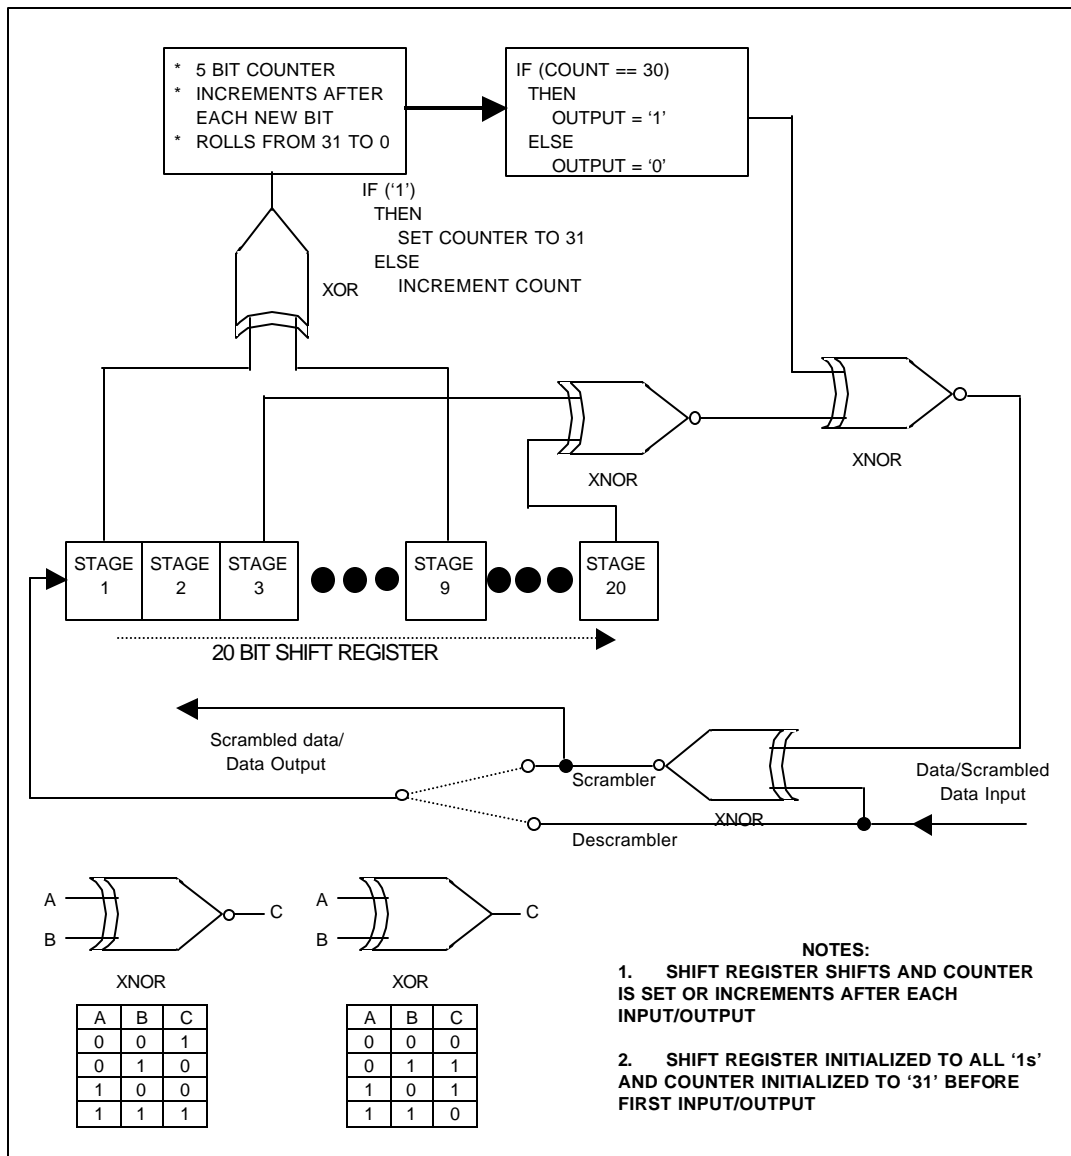 * 5 BIT COUNTER
* INCREMENTS AFTER
EACH NEW BIT
* ROLLS FROM 31 TO 0
IF (COUNT == 30)
THEN
OUTPUT = ‘1’
ELSE
OUTPUT = ‘0’
IF (‘1’)
THEN
SET COUNTER TO 31
ELSE
INCREMENT COUNT
XOR
XNOR
XNOR
STAGE
1
STAGE
2
STAGE
3
STAGE
9
STAGE
20
20 BIT SHIFT REGISTER
Scrambled data/
Data Output
Scrambler
XNOR
Descrambler
Data/Scrambled
Data Input
A
B
C
XNOR
A B C
0 0 1
0 1 0
1 0 0
1 1 1
A
B
C
XOR
A B C
0 0 0
0 1 1
1 0 1
1 1 0
NOTES:
1. SHIFT REGISTER SHIFTS AND COUNTER
IS SET OR INCREMENTS AFTER EACH
INPUT/OUTPUT
2. SHIFT REGISTER INITIALIZED TO ALL ‘1s’
AND COUNTER INITIALIZED TO ‘31’ BEFORE
FIRST INPUT/OUTPUT